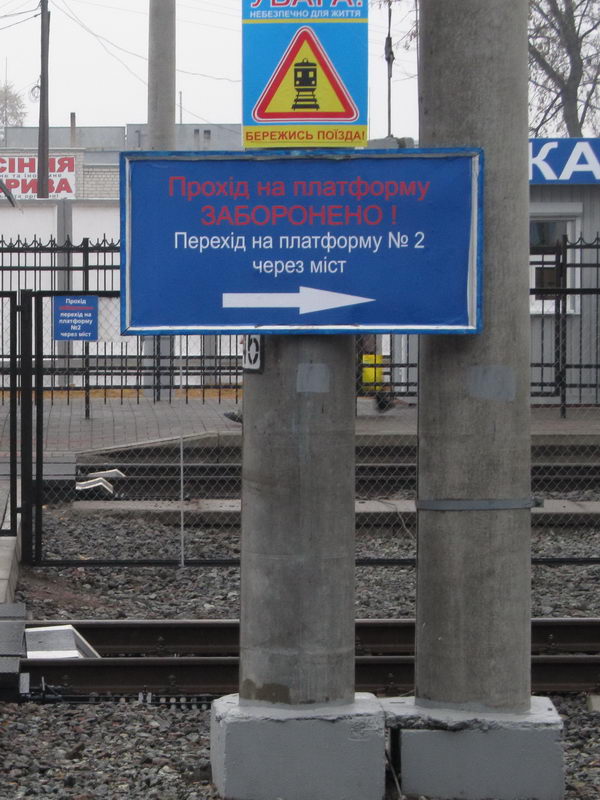 УВАГА!
НЕБЕЗПЕЧНО ДЛЯ ЖИТТЯ
БЕРЕЖИСЬ ПОЇЗДА!
Прохід на платформу
ЗАБОРОНЕНО !
Перехід на платформу № 2
через міст
СІННЯ
РИВА
КА
Прохід
перехід на
платформу
№2
через міст
10